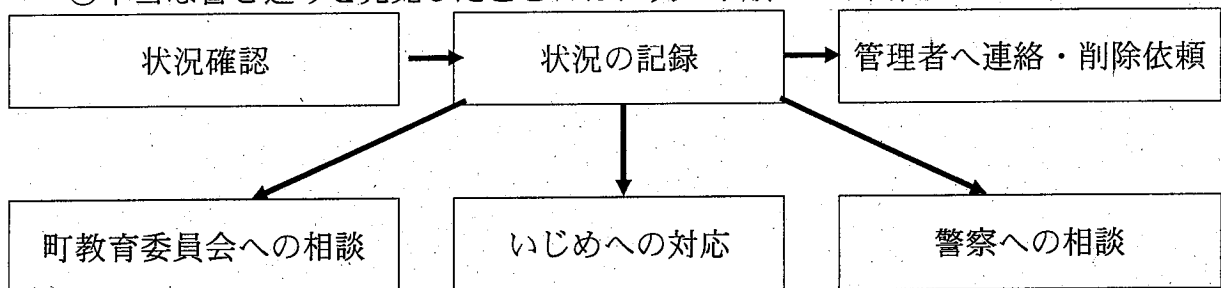 状況確認
状況の記録
管理者へ連絡・削除依頼
町教育委員会への相談
いじめへの対応
警察への相談